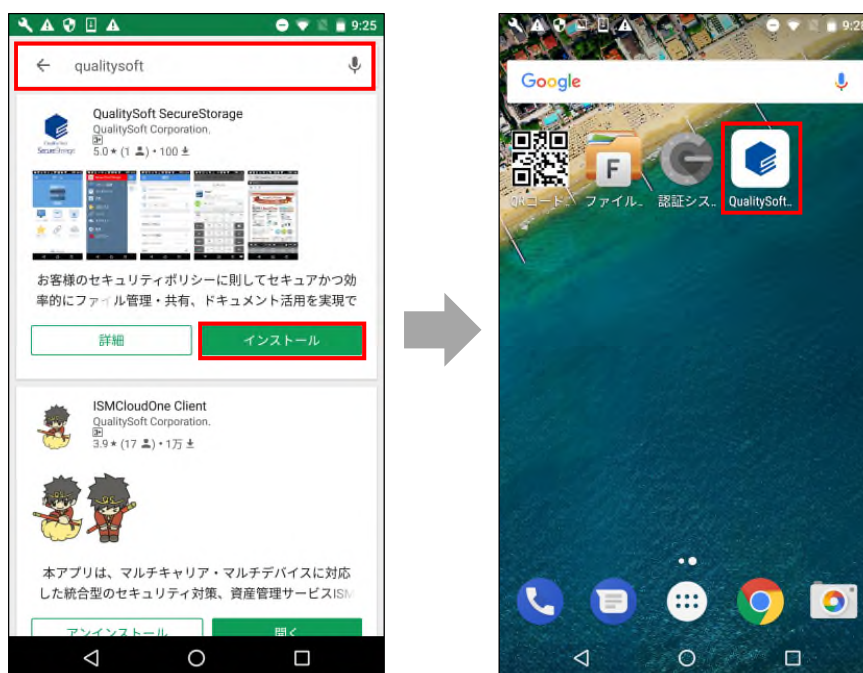 9:25
qualitysoft
QualitySoft SecureStorage
QualitySoft Corporation.
5.0★ (1 ) • 100
お客様のセキュリティポリシーに則してセキュアかつ効
率的にファイル管理・共有、ドキュメント活用を実現で
詳細
インストール
ISMCloudOne Client
QualitySoft Corporation.
3.9★ (17 ) • 1万
本アプリは、マルチキャリア・マルチデバイスに対応
した統合型のセキュリティ対策、資産管理サービスISM
アンインストール
開く
Google
F
QRコード..
ファイル..
認証シス..
QualitySoft..